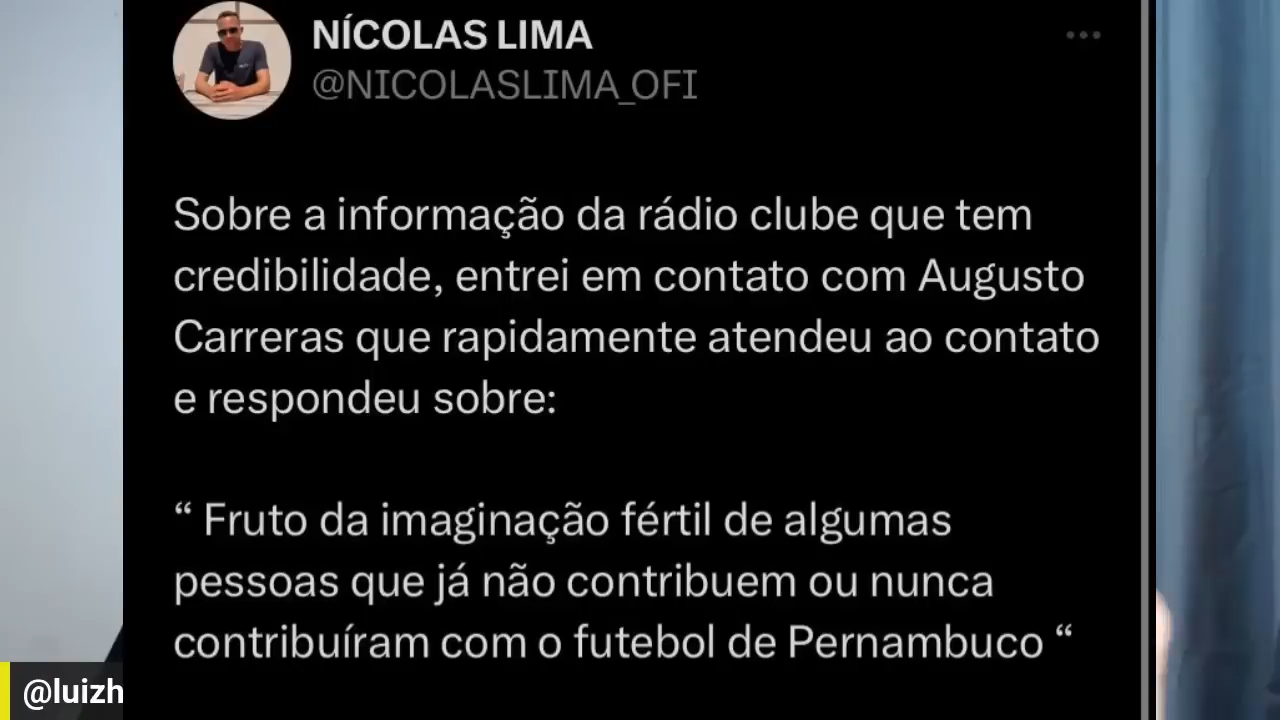 NÍCOLAS LIMA
@NICOLASLIMA_OFI
Sobre a informação da rádio clube que tem
credibilidade, entrei em contato com Augusto
Carreras que rapidamente atendeu ao contato
e respondeu sobre:
“ Fruto da imaginação fértil de algumas
pessoas que já não contribuem ou nunca
contribuíram com o futebol de Pernambuco “
@luizh